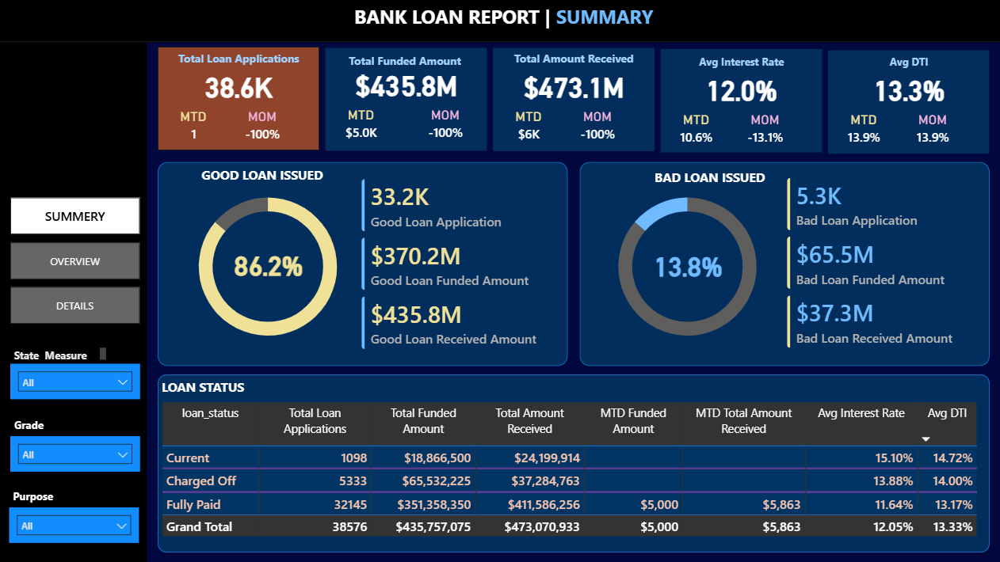 BANK LOAN REPORT | SUMMARY
Total Loan Applications
38.6K
MTD MOM
1 -100%
Total Funded Amount
$435.8M
MTD MOM
$5.0K -100%
Total Amount Received
$473.1M
MTD MOM
$6K -100%
Avg Interest Rate
12.0%
MTD MOM
10.6% -13.1%
Avg DTI
13.3%
MTD MOM
13.9% 13.9%
SUMMERY
OVERVIEW
DETAILS
State Measure
All
Grade
All
Purpose
All
GOOD LOAN ISSUED
86.2%
33.2K
Good Loan Application
$370.2M
Good Loan Funded Amount
$435.8M
Good Loan Received Amount
BAD LOAN ISSUED
13.8%
5.3K
Bad Loan Application
$65.5M
Bad Loan Funded Amount
$37.3M
Bad Loan Received Amount
LOAN STATUS
loan_status Total Loan Total Funded Total Amount MTD Funded MTD Total Amount Avg Interest Rate Avg DTI
Applications Amount Received Amount Received
Current 1098 $18,866,500 $24,199,914 15.10% 14.72%
Charged Off 5333 $65,532,225 $37,284,763 13.88% 14.00%
Fully Paid 32145 $351,358,350 $411,586,256 $5,000 $5,863 11.64% 13.17%
Grand Total 38576 $435,757,075 $473,070,933 $5,000 $5,863 12.05% 13.33%